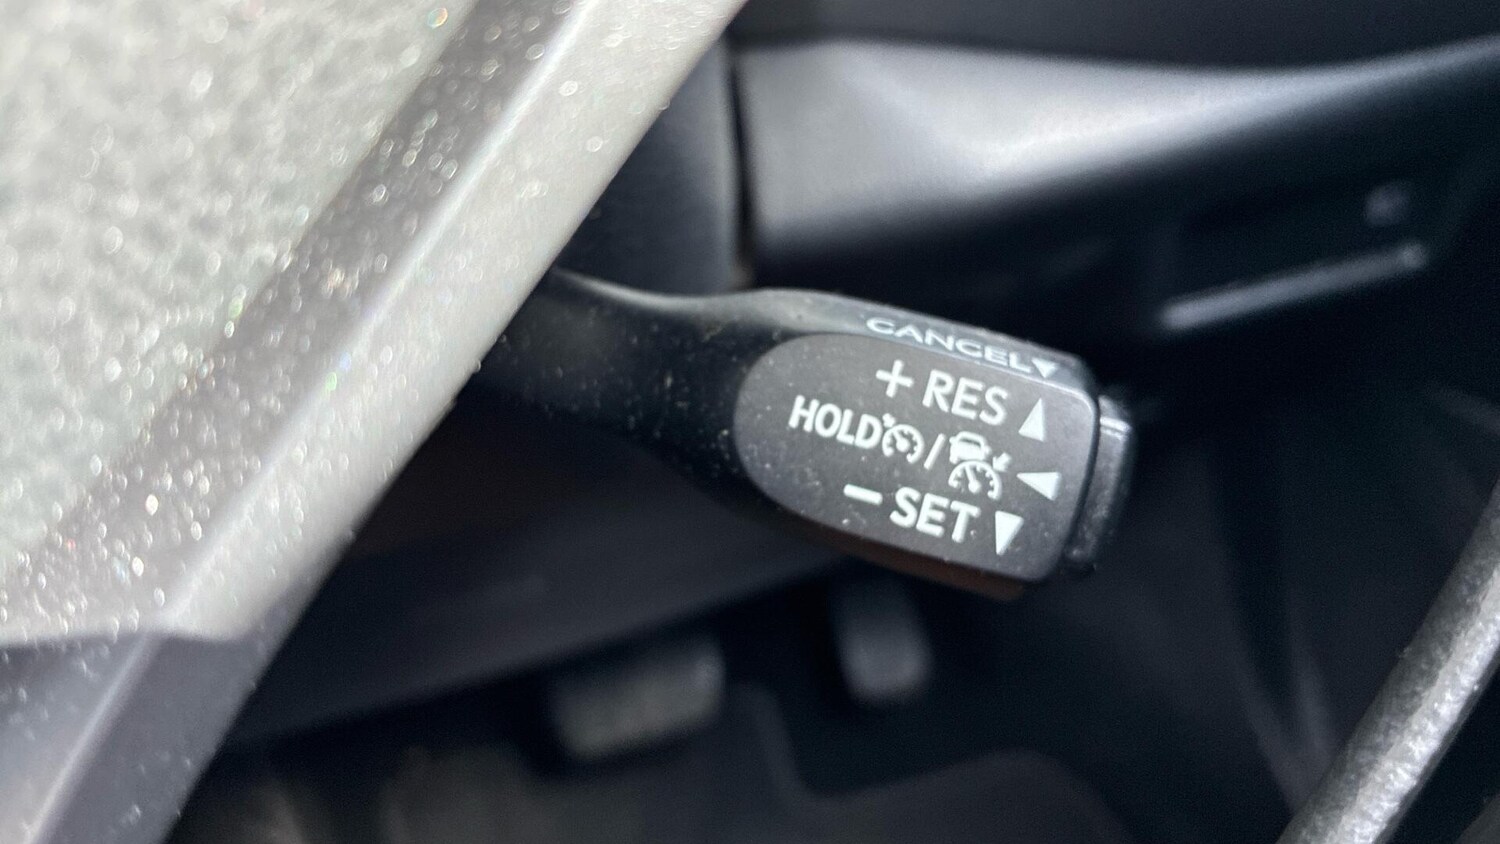 CANCEL▼
+ RES ▲
HOLD / ◀
− SET ▼